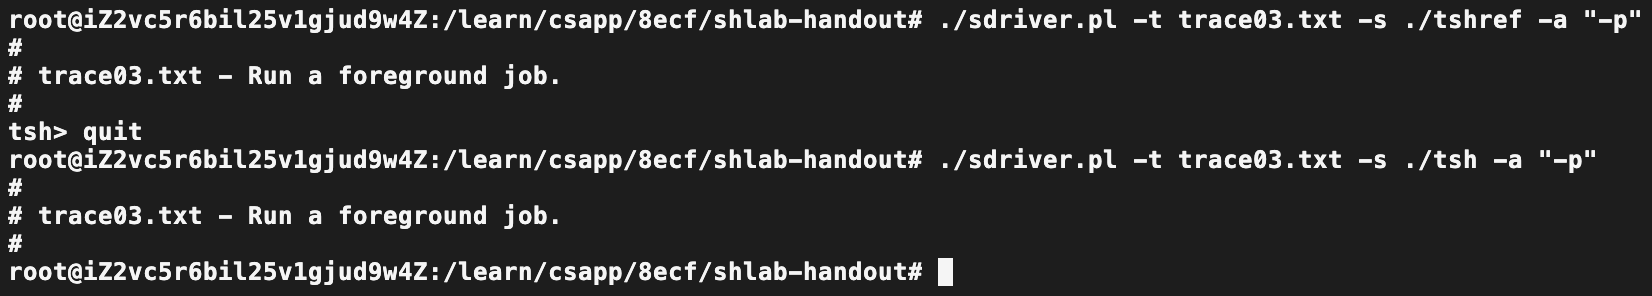 root@iZ2vc5r6bil25v1gjud9w4Z:/learn/csapp/8ecf/shlab-handout# ./sdriver.pl -t trace03.txt -s ./tshref -a "-p"
#
# trace03.txt - Run a foreground job.
#
tsh> quit
root@iZ2vc5r6bil25v1gjud9w4Z:/learn/csapp/8ecf/shlab-handout# ./sdriver.pl -t trace03.txt -s ./tsh -a "-p"
#
# trace03.txt - Run a foreground job.
#
root@iZ2vc5r6bil25v1gjud9w4Z:/learn/csapp/8ecf/shlab-handout#